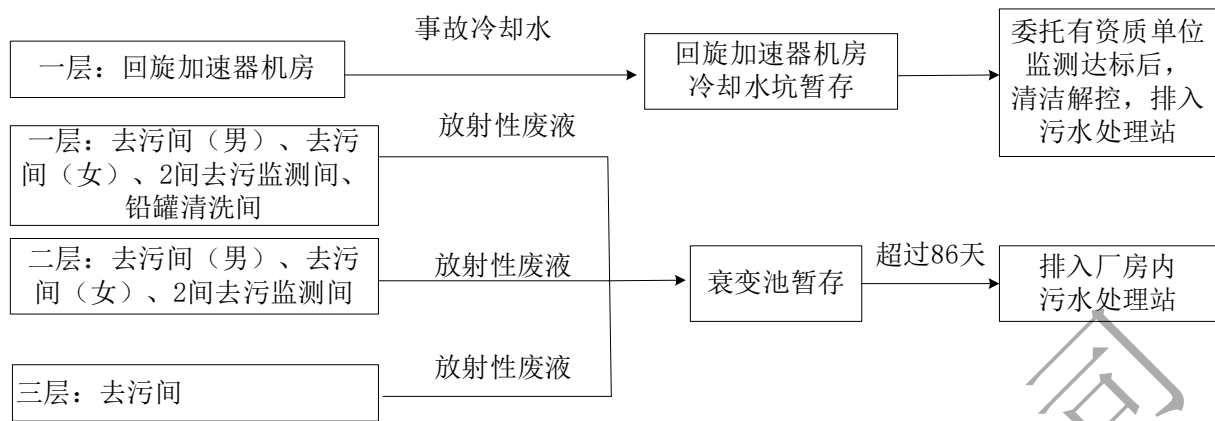 事故冷却水
一层：回旋加速器机房
回旋加速器机房
冷却水坑暂存
委托有资质单位
监测达标后，
清洁解控，排入
污水处理站
一层：去污间（男）、去污
间（女）、2间去污监测间、
铅罐清洗间
放射性废液
二层：去污间（男）、去污
间（女）、2间去污监测间
放射性废液
衰变池暂存
超过86天
排入厂房内
污水处理站
三层：去污间
放射性废液